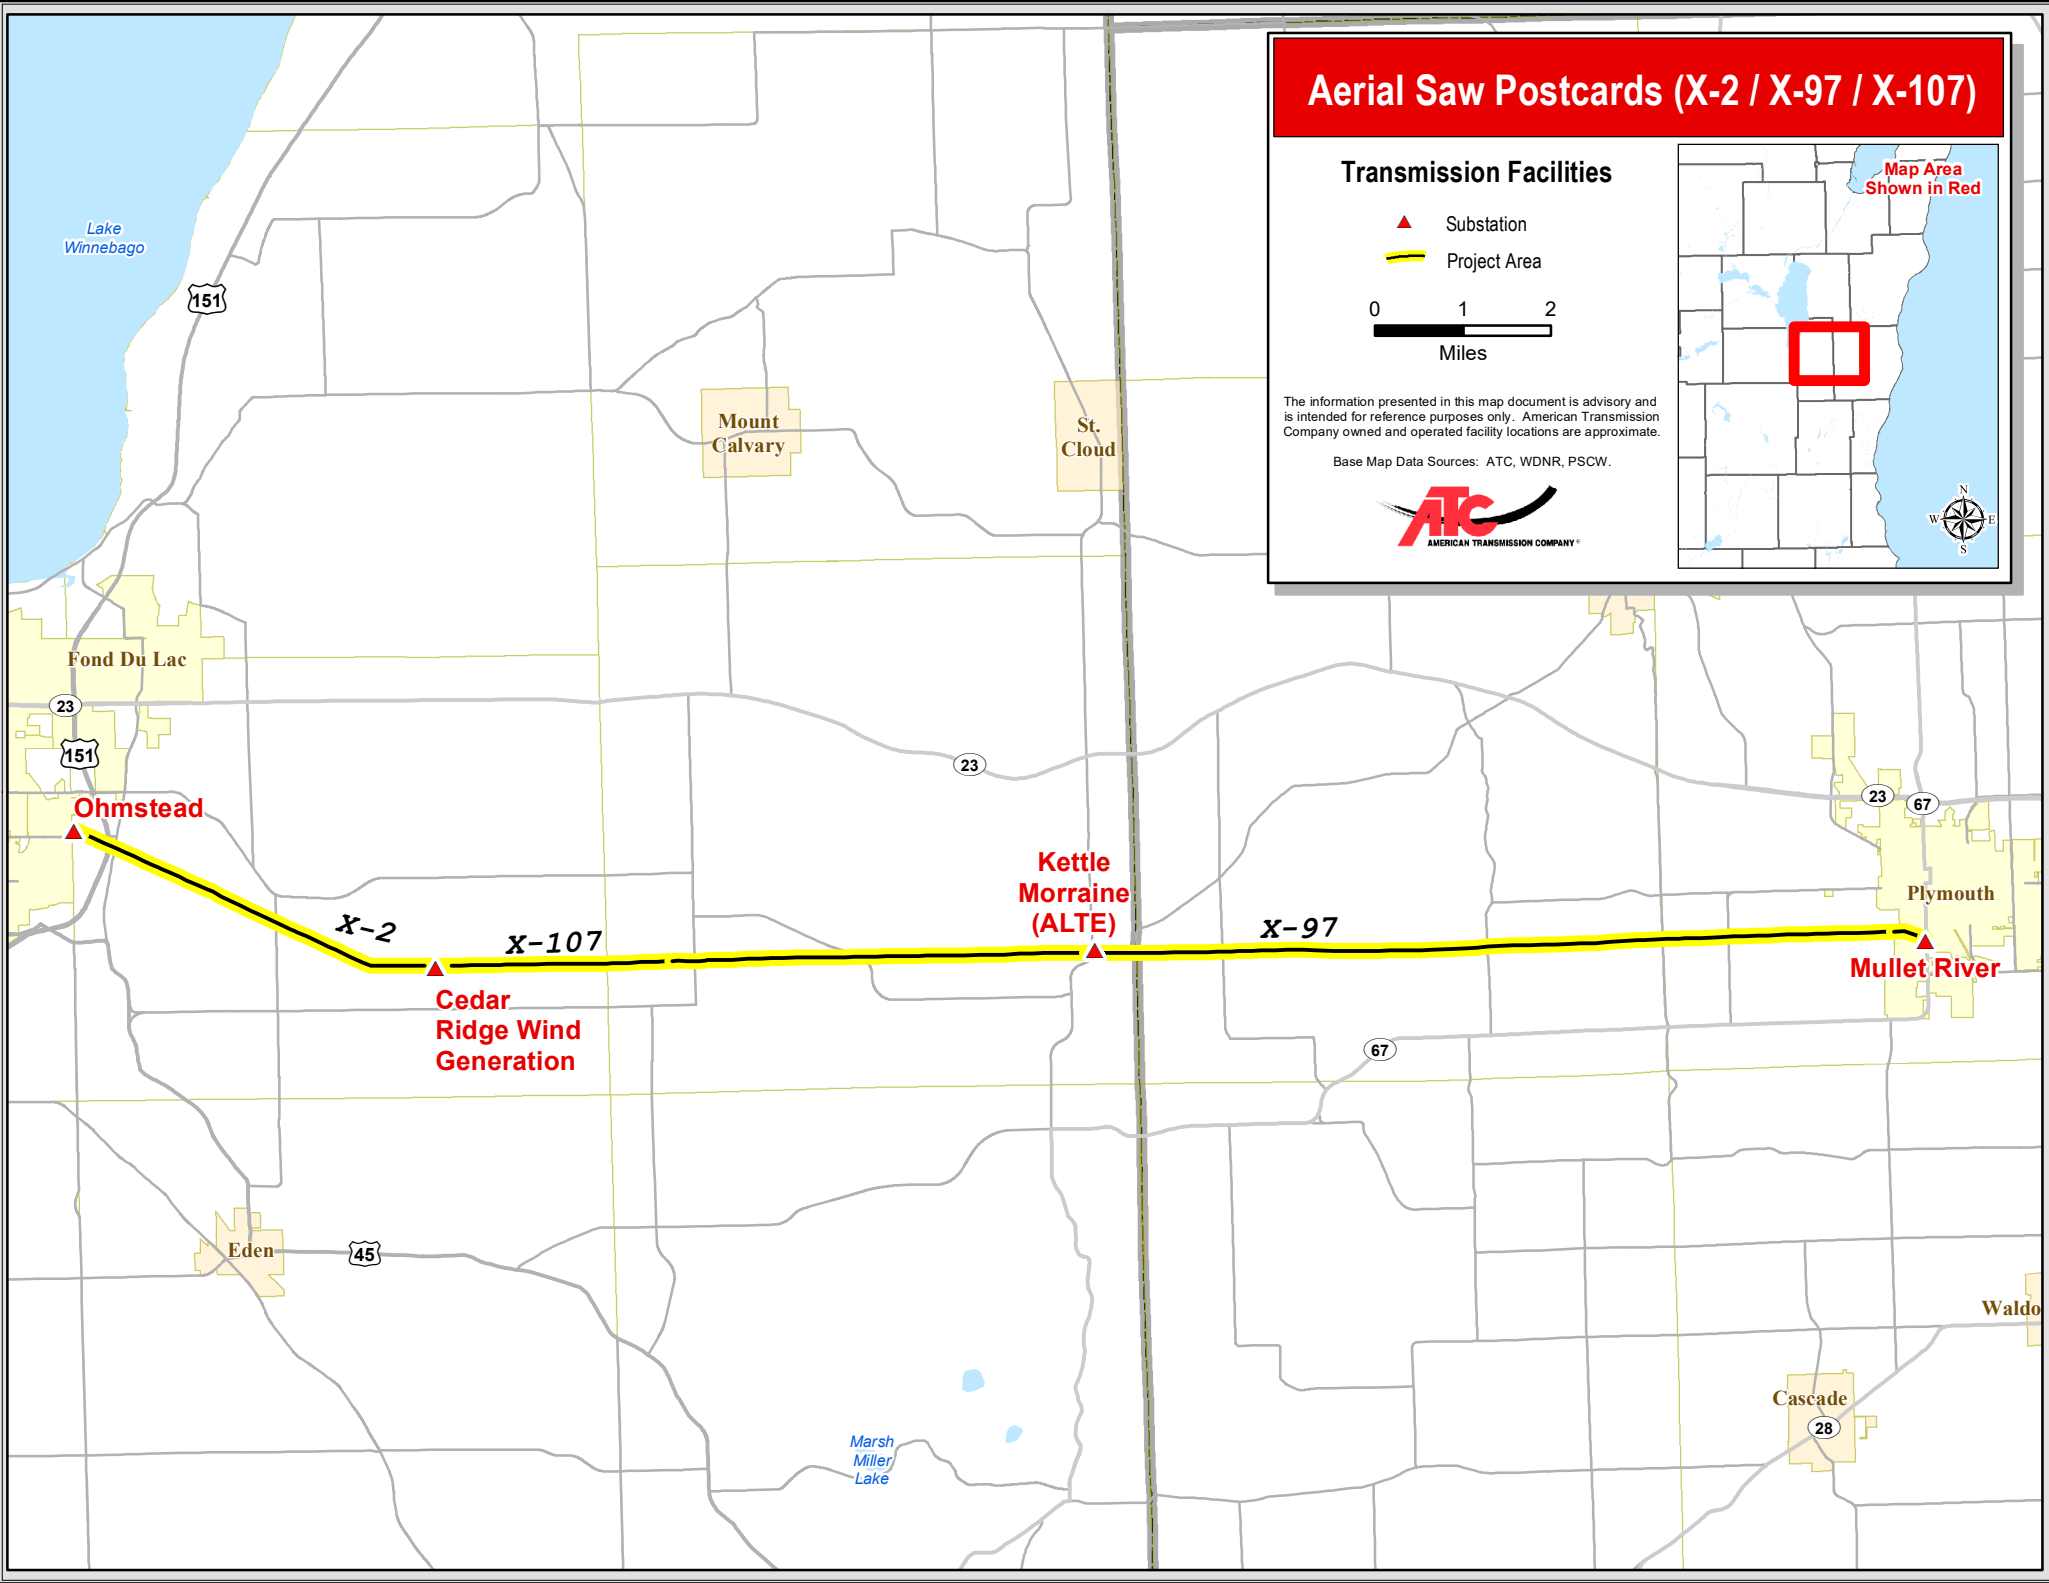 Aerial Saw Postcards (X-2 / X-97 / X-107)
Transmission Facilities
Substation
Project Area
0 1 2
Miles
The information presented in this map document is advisory and
is intended for reference purposes only. American Transmission
Company owned and operated facility locations are approximate.
Base Map Data Sources: ATC, WDNR, PSCW.
ATC
AMERICAN TRANSMISSION COMPANY ®
Map Area
Shown in Red
N
W E
S
Lake
Winnebago
151
Mount
Calvary
St.
Cloud
Fond Du Lac
23
151
23
23
67
Ohmstead
Kettle
Morraine
(ALTE)
Plymouth
X-2
X-107
X-97
Mullet River
Cedar
Ridge Wind
Generation
67
Eden
45
Waldo
Cascade
28
Marsh
Miller
Lake